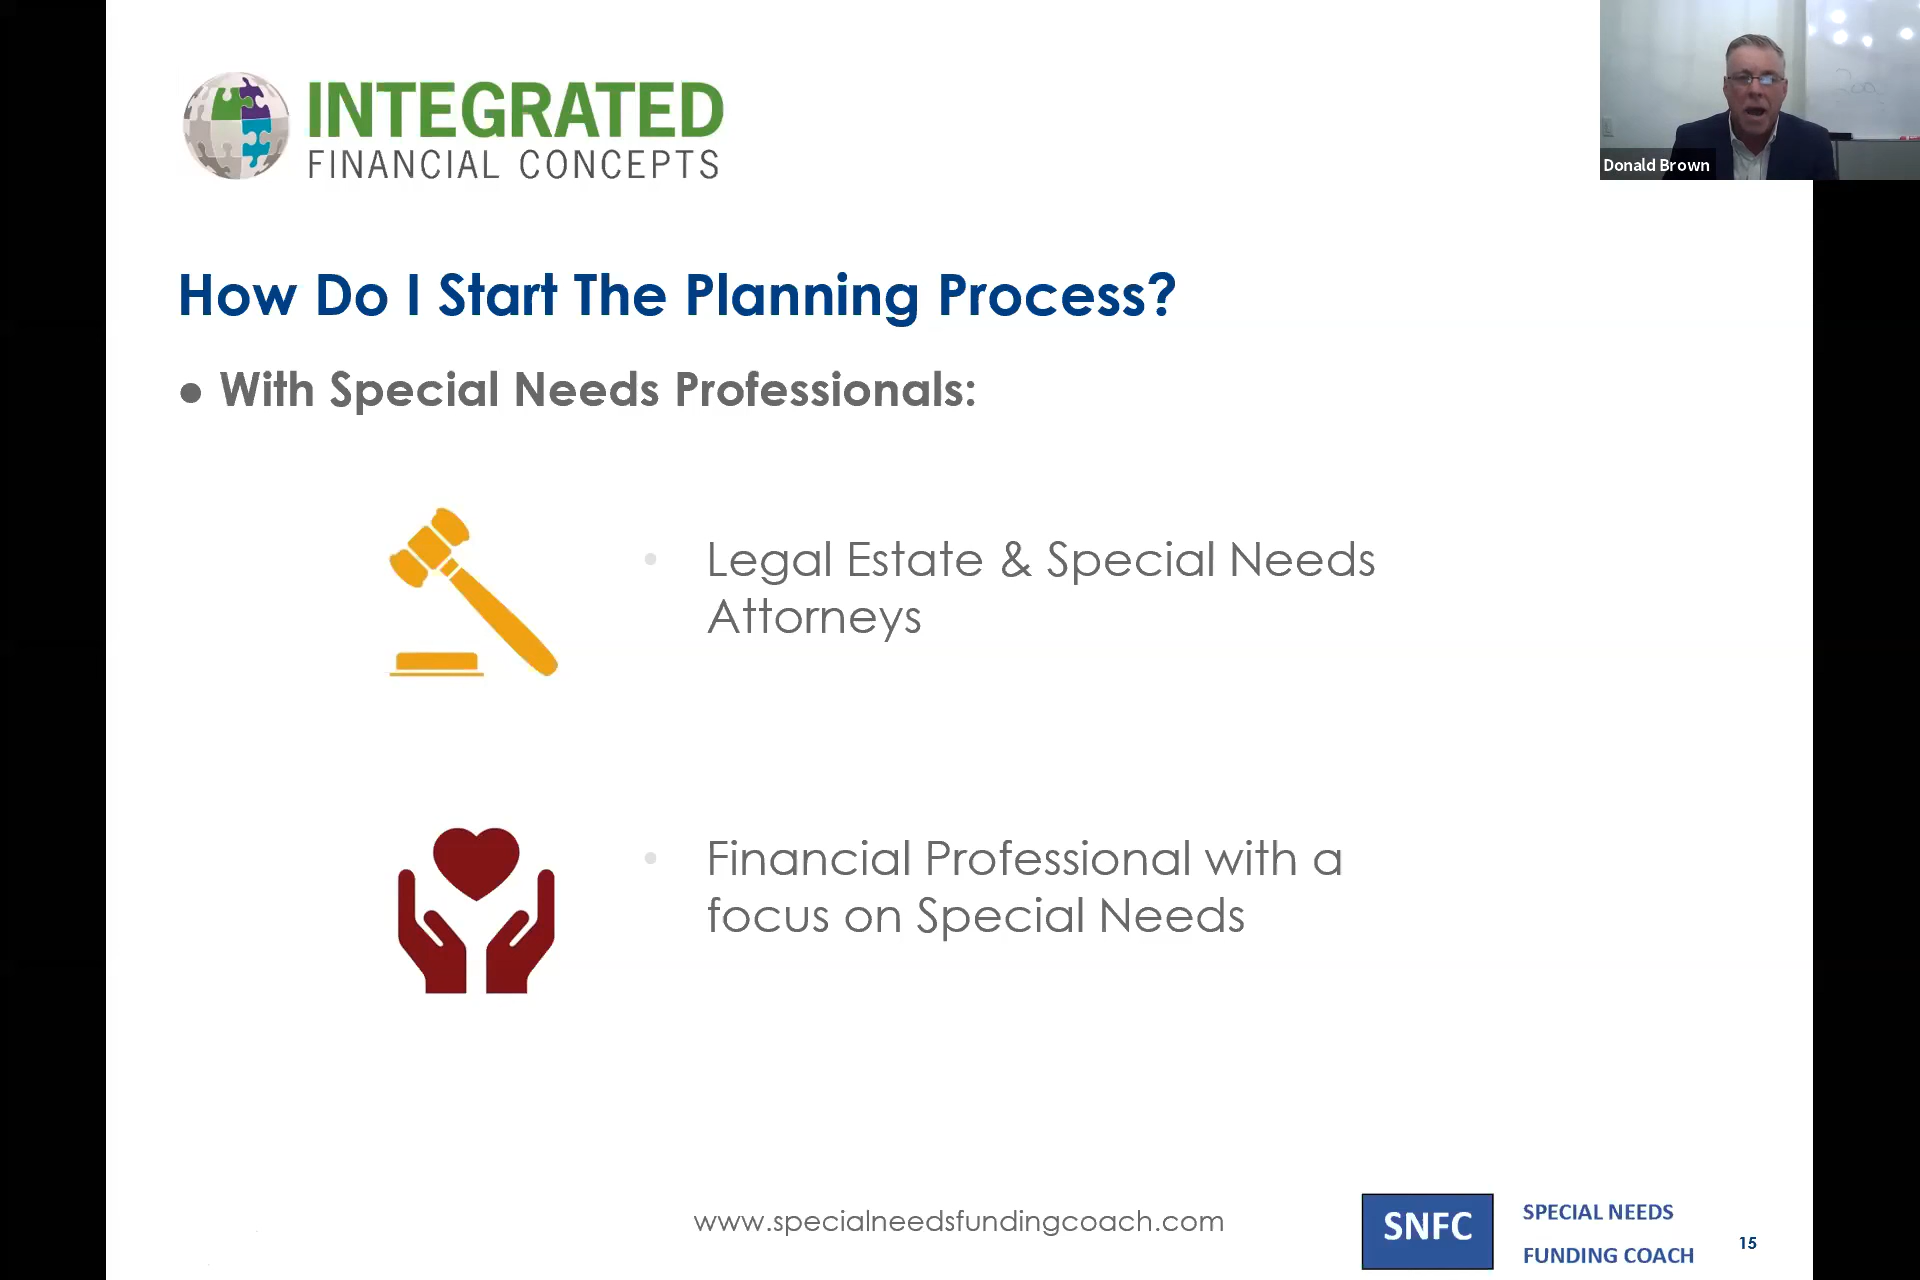 INTEGRATED
FINANCIAL CONCEPTS
Donald Brown
How Do I Start The Planning Process?
● With Special Needs Professionals:
• Legal Estate & Special Needs
Attorneys
• Financial Professional with a
focus on Special Needs
www.specialneedsfundingcoach.com
SNFC
SPECIAL NEEDS
FUNDING COACH
15